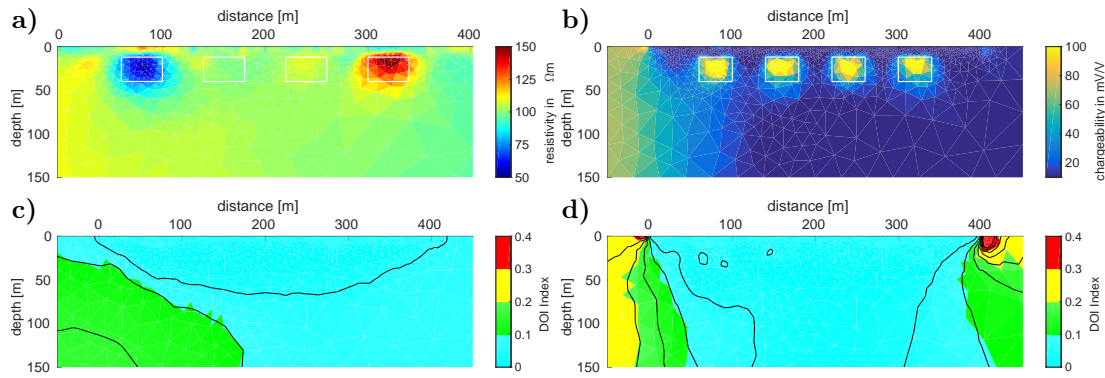 a)
distance [m]
0 100 200 300 400
0
50
100
150
depth [m]
150
125
100
75
50
resistivity in Ωm
b)
distance [m]
0 100 200 300 400
0
50
100
150
depth [m]
100
80
60
40
20
chargeability in mV/V
c)
distance [m]
0 100 200 300 400
0
50
100
150
depth [m]
0.4
0.3
0.2
0.1
0
DOI Index
d)
distance [m]
0 100 200 300 400
0
50
100
150
depth [m]
0.4
0.3
0.2
0.1
0
DOI Index